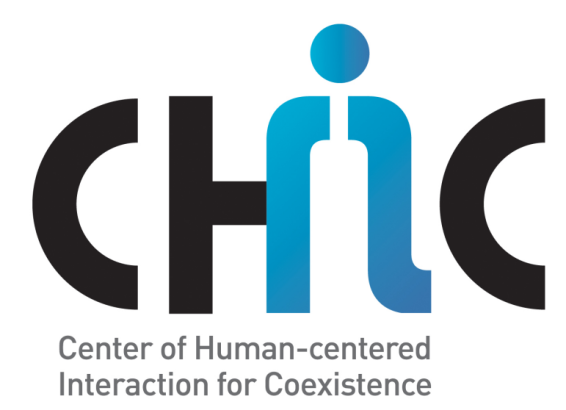 CHiC
Center of Human-centered
Interaction for Coexistence